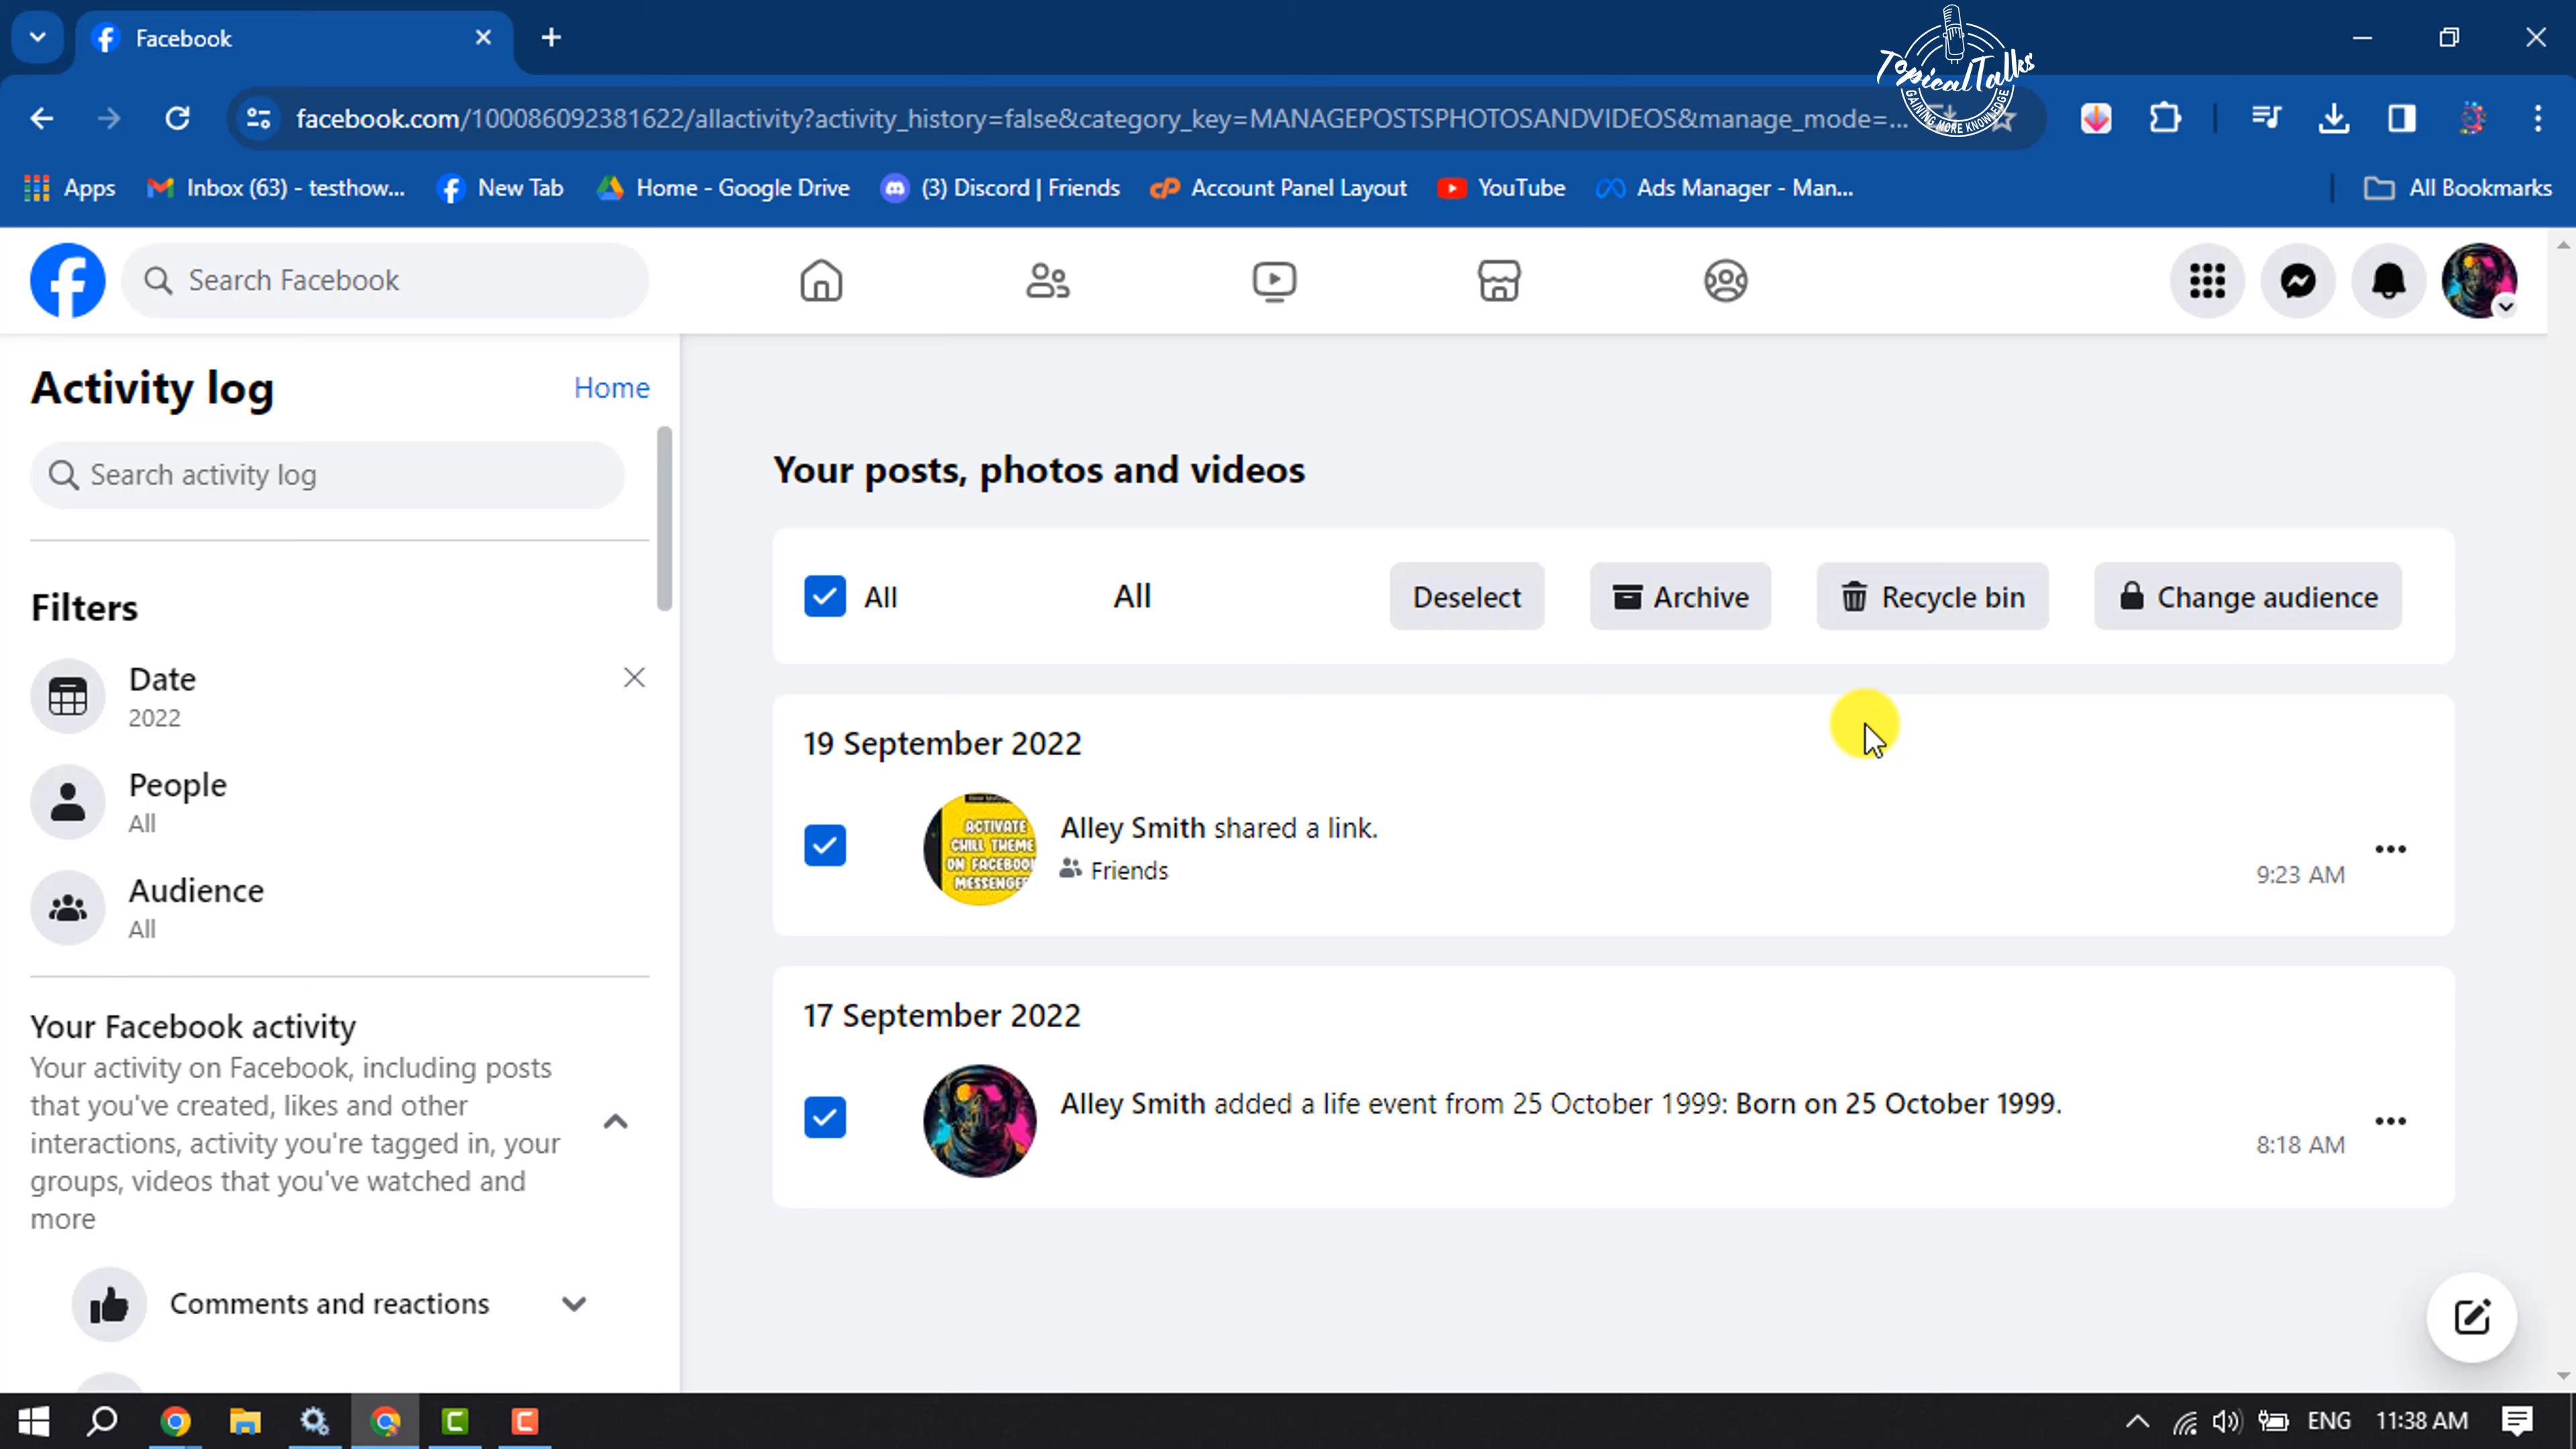 Facebook
TopicalTalks
GAINING MORE KNOWLEDGE
facebook.com/100086092381622/allactivity?activity_history=false&category_key=MANAGEPOSTSPHOTOSANDVIDEOS&manage_mode=...
Apps
Inbox (63) - testhow...
New Tab
Home - Google Drive
(3) Discord | Friends
Account Panel Layout
YouTube
Ads Manager - Man...
All Bookmarks
Search Facebook
Activity log
Home
Search activity log
Filters
Date
2022
People
All
Audience
All
Your Facebook activity
Your activity on Facebook, including posts
that you've created, likes and other
interactions, activity you're tagged in, your
groups, videos that you've watched and
more
Comments and reactions
Your posts, photos and videos
All
All
Deselect
Archive
Recycle bin
Change audience
19 September 2022
ACTIVATE
CHILL THEME
ON FACEBOOK
MESSENGER
Alley Smith shared a link.
Friends
9:23 AM
17 September 2022
Alley Smith added a life event from 25 October 1999: Born on 25 October 1999.
8:18 AM
ENG
11:38 AM